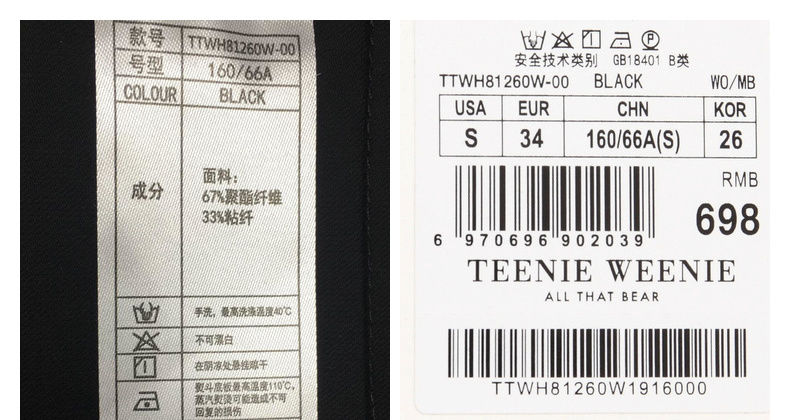 款号 TTWH81260W-00
号型 160/66A
COLOUR BLACK
成分
面料：
67%聚酯纤维
33%粘纤
手洗，最高洗涤温度40℃
不可漂白
在阴凉处悬挂晾干
熨斗底板最高温度110℃，
蒸汽熨烫可能造成不可
回复的损伤
安全技术类别 GB18401 B类
TTWH81260W-00 BLACK WO/MB
USA EUR CHN KOR
S 34 160/66A(S) 26
RMB
698
6 970696 902039
TEENIE WEENIE
ALL THAT BEAR
TTWH81260W1916000